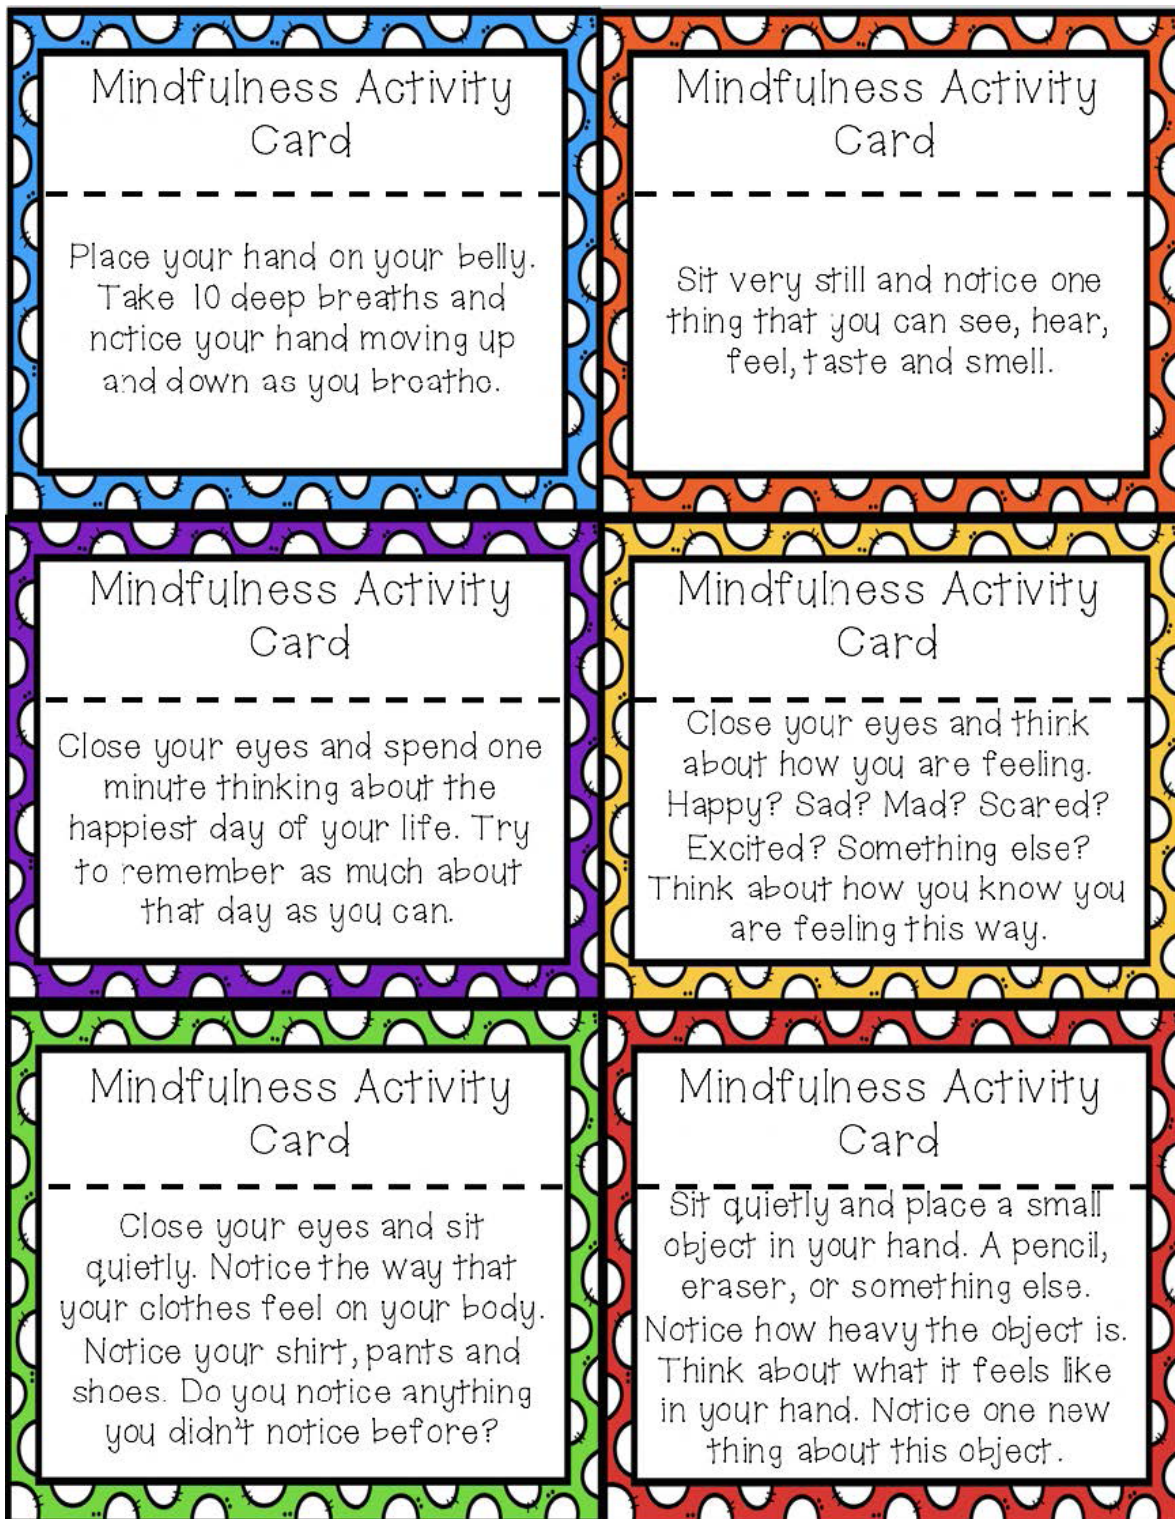 Mindfulness Activity
Card
Place your hand on your belly.
Take 10 deep breaths and
notice your hand moving up
and down as you breathe.
Mindfulness Activity
Card
Sit very still and notice one
thing that you can see, hear,
feel, taste and smell.
Mindfulness Activity
Card
Close your eyes and spend one
minute thinking about the
happiest day of your life. Try
to remember as much about
that day as you can.
Mindfulness Activity
Card
Close your eyes and think
about how you are feeling.
Happy? Sad? Mad? Scared?
Excited? Something else?
Think about how you know you
are feeling this way.
Mindfulness Activity
Card
Close your eyes and sit
quietly. Notice the way that
your clothes feel on your body.
Notice your shirt, pants and
shoes. Do you notice anything
you didn't notice before?
Mindfulness Activity
Card
Sit quietly and place a small
object in your hand. A pencil,
eraser, or something else.
Notice how heavy the object is.
Think about what it feels like
in your hand. Notice one new
thing about this object.